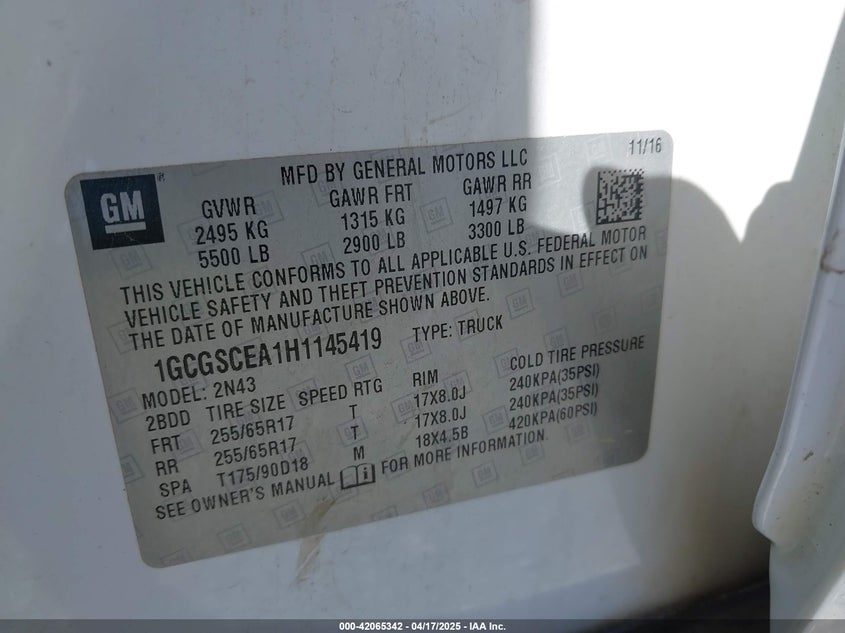 GM
MFD BY GENERAL MOTORS LLC 11/16
GVWR GAWR FRT GAWR RR
2495 KG 1315 KG 1497 KG
5500 LB 2900 LB 3300 LB
THIS VEHICLE CONFORMS TO ALL APPLICABLE U.S. FEDERAL MOTOR
VEHICLE SAFETY AND THEFT PREVENTION STANDARDS IN EFFECT ON
THE DATE OF MANUFACTURE SHOWN ABOVE.
1GCGSCEA1H1145419 TYPE: TRUCK
MODEL: 2N43
2BDD TIRE SIZE SPEED RTG RIM COLD TIRE PRESSURE
FRT 255/65R17 T 17X8.0J 240KPA(35PSI)
RR 255/65R17 T 17X8.0J 240KPA(35PSI)
SPA T175/90D18 M 18X4.5B 420KPA(60PSI)
SEE OWNER'S MANUAL FOR MORE INFORMATION.
000-42065342 - 04/17/2025 - IAA Inc.